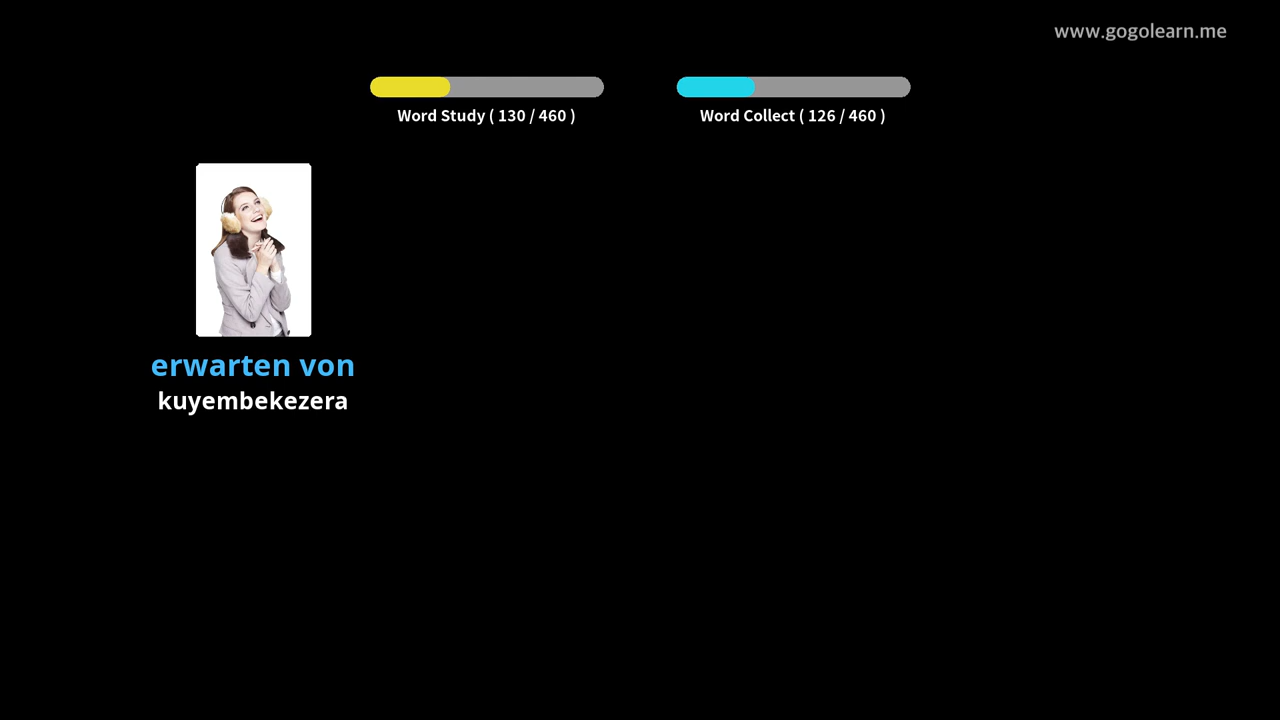 www.gogolearn.me
Word Study ( 130 / 460 )
Word Collect ( 126 / 460 )
erwarten von
kuyembekezera